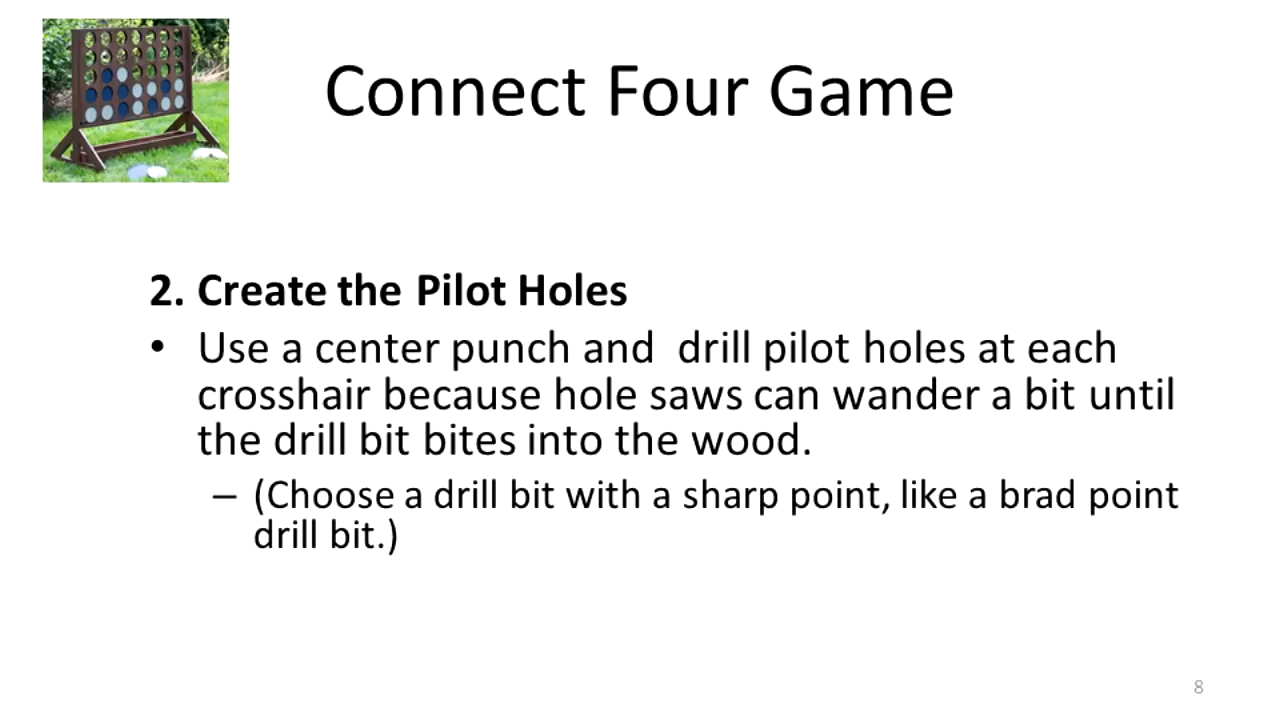 Connect Four Game
2. Create the Pilot Holes
• Use a center punch and  drill pilot holes at each
crosshair because hole saws can wander a bit until
the drill bit bites into the wood.
– (Choose a drill bit with a sharp point, like a brad point
drill bit.)
8